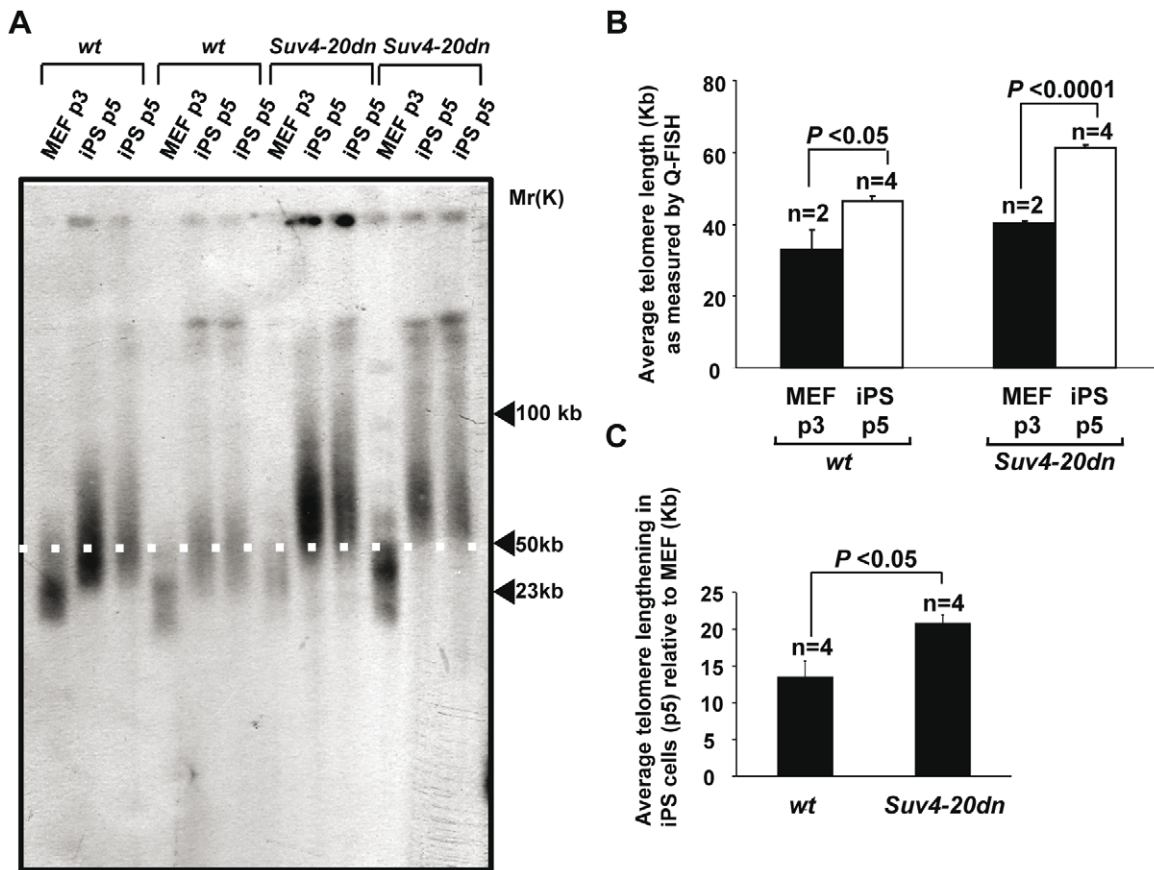 A
wt
wt
Suv4-20dn
Suv4-20dn
MEF p3
iPS p5
iPS p5
MEF p3
iPS p5
iPS p5
MEF p3
iPS p5
iPS p5
MEF p3
iPS p5
iPS p5
Mr(K)
100 kb
50kb
23kb
B
Average telomere length (Kb)
as measured by Q-FISH
80
60
40
20
0
P <0.05
n=2
n=4
P <0.0001
n=2
n=4
MEF
p3
iPS
p5
MEF
p3
iPS
p5
wt
Suv4-20dn
C
Average telomere lengthening in
iPS cells (p5) relative to MEF (Kb)
25
20
15
10
5
0
P <0.05
n=4
n=4
wt
Suv4-20dn